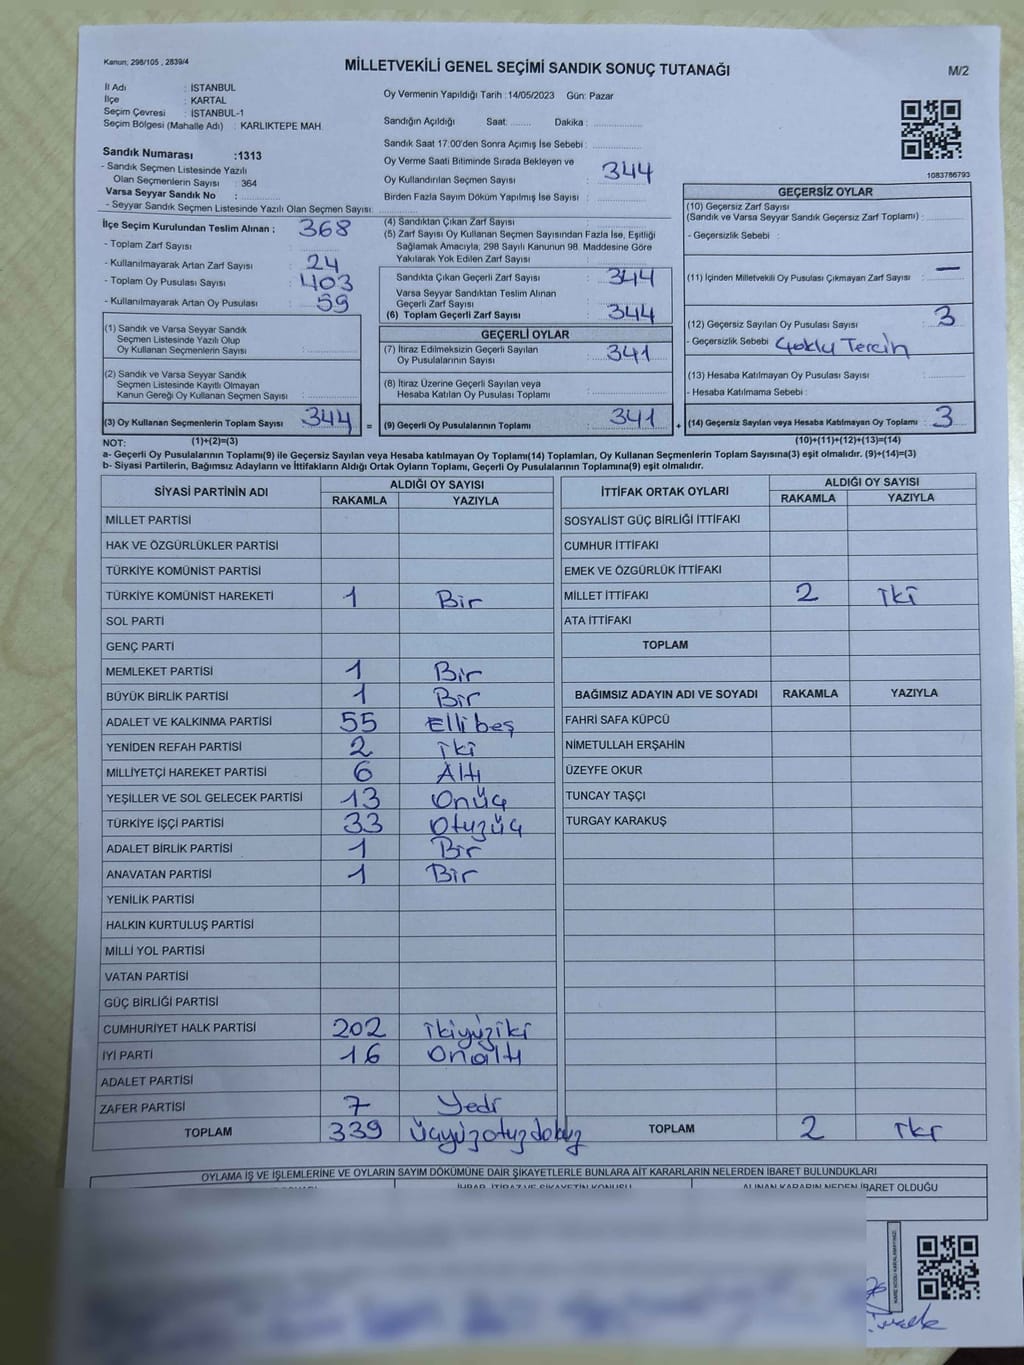 Kanun; 298/105 , 2839/4
MİLLETVEKİLİ GENEL SEÇİMİ SANDIK SONUÇ TUTANAĞI
M/2
İl Adı : İSTANBUL
İlçe : KARTAL
Seçim Çevresi : İSTANBUL-1
Seçim Bölgesi (Mahalle Adı) : KARLIKTEPE MAH.
Oy Vermenin Yapıldığı Tarih :14/05/2023 Gün: Pazar
Sandığın Açıldığı Saat: ........ Dakika : ................
Sandık Saat 17:00'den Sonra Açımış İse Sebebi :
Sandık Numarası :1313
- Sandık Seçmen Listesinde Yazılı
Olan Seçmenlerin Sayısı : 364
Varsa Seyyar Sandık No :
- Seyyar Sandık Seçmen Listesinde Yazılı Olan Seçmen Sayısı:
Oy Verme Saati Bitiminde Sırada Bekleyen ve
Oy Kullandırılan Seçmen Sayısı : 344
Birden Fazla Sayım Döküm Yapılmış İse Sayısı :
1083786793
İlçe Seçim Kurulundan Teslim Alınan ; 368
- Toplam Zarf Sayısı :
- Kullanılmayarak Artan Zarf Sayısı : 24
- Toplam Oy Pusulası Sayısı : 403
- Kullanılmayarak Artan Oy Pusulası : 59
(1) Sandık ve Varsa Seyyar Sandık
Seçmen Listesinde Yazılı Olup
Oy Kullanan Seçmenlerin Sayısı :
(2) Sandık ve Varsa Seyyar Sandık
Seçmen Listesinde Kayıtlı Olmayan
Kanun Gereği Oy Kullanan Seçmen Sayısı :
(3) Oy Kullanan Seçmenlerin Toplam Sayısı : 344
(4) Sandıktan Çıkan Zarf Sayısı :
(5) Zarf Sayısı Oy Kullanan Seçmen Sayısından Fazla İse, Eşitliği
Sağlamak Amacıyla, 298 Sayılı Kanunun 98. Maddesine Göre
Yakılarak Yok Edilen Zarf Sayısı :
Sandıkta Çıkan Geçerli Zarf Sayısı : 344
Varsa Seyyar Sandıktan Teslim Alınan
Geçerli Zarf Sayısı :
(6) Toplam Geçerli Zarf Sayısı : 344
GEÇERLİ OYLAR
(7) İtiraz Edilmeksizin Geçerli Sayılan
Oy Pusulalarının Sayısı : 341
(8) İtiraz Üzerine Geçerli Sayılan veya
Hesaba Katılan Oy Pusulası Toplamı :
= (9) Geçerli Oy Pusulalarının Toplamı : 341
GEÇERSİZ OYLAR
(10) Geçersiz Zarf Sayısı
(Sandık ve Varsa Seyyar Sandık Geçersiz Zarf Toplamı) :
- Geçersizlik Sebebi :
(11) İçinden Milletvekili Oy Pusulası Çıkmayan Zarf Sayısı : —
(12) Geçersiz Sayılan Oy Pusulası Sayısı : 3
- Geçersizlik Sebebi : Çoklu Tercih
(13) Hesaba Katılmayan Oy Pusulası Sayısı :
- Hesaba Katılmama Sebebi :
+ (14) Geçersiz Sayılan veya Hesaba Katılmayan Oy Toplamı : 3
NOT: (1)+(2)=(3) (10)+(11)+(12)+(13)=(14)
a- Geçerli Oy Pusulasının Toplamı(9) ile Geçersiz Sayılan veya Hesaba katılmayan Oy Toplamı(14) Toplamları, Oy Kullanan Seçmenlerin Toplam Sayısına(3) eşit olmalıdır. (9)+(14)=(3)
b- Siyasi Partilerin, Bağımsız Adayların ve İttifakların Aldığı Ortak Oyların Toplamı, Geçerli Oy Pusulalarının Toplamına(9) eşit olmalıdır.
SİYASİ PARTİNİN ADI ALDIĞI OY SAYISI
RAKAMLA YAZIYLA
MİLLET PARTİSİ
HAK VE ÖZGÜRLÜKLER PARTİSİ
TÜRKİYE KOMÜNİST PARTİSİ
TÜRKİYE KOMÜNİST HAREKETİ 1 Bir
SOL PARTİ
GENÇ PARTİ
MEMLEKET PARTİSİ 1 Bir
BÜYÜK BİRLİK PARTİSİ 1 Bir
ADALET VE KALKINMA PARTİSİ 55 Ellibeş
YENİDEN REFAH PARTİSİ 2 iki
MİLLİYETÇİ HAREKET PARTİSİ 6 Altı
YEŞİLLER VE SOL GELECEK PARTİSİ 13 Onüç
TÜRKİYE İŞÇİ PARTİSİ 33 Otuzüç
ADALET BİRLİK PARTİSİ 1 Bir
ANAVATAN PARTİSİ 1 Bir
YENİLİK PARTİSİ
HALKIN KURTULUŞ PARTİSİ
MİLLİ YOL PARTİSİ
VATAN PARTİSİ
GÜÇ BİRLİĞİ PARTİSİ
CUMHURİYET HALK PARTİSİ 202 ikiyüziki
İYİ PARTİ 16 Onaltı
ADALET PARTİSİ
ZAFER PARTİSİ 7 Yedi
TOPLAM 339 üçyüzotuzdokuz
İTTİFAK ORTAK OYLARI ALDIĞI OY SAYISI
RAKAMLA YAZIYLA
SOSYALİST GÜÇ BİRLİĞİ İTTİFAKI
CUMHUR İTTİFAKI
EMEK VE ÖZGÜRLÜK İTTİFAKI
MİLLET İTTİFAKI 2 iki
ATA İTTİFAKI
TOPLAM
BAĞIMSIZ ADAYIN ADI VE SOYADI RAKAMLA YAZIYLA
FAHRİ SAFA KÜPCÜ
NİMETULLAH ERŞAHİN
ÜZEYFE OKUR
TUNCAY TAŞÇI
TURGAY KARAKUŞ
TOPLAM 2 iki
OYLAMA İŞ VE İŞLEMLERİNE VE OYLARIN SAYIM DÖKÜMÜNE DAİR ŞİKAYETLERLE BUNLARA AİT KARARLARIN NELERDEN İBARET BULUNDUKLARI
İHBAR, İTİRAZ VE ŞİKAYETİN KONUSU ALINAN KARARIN NEDEN İBARET OLDUĞU